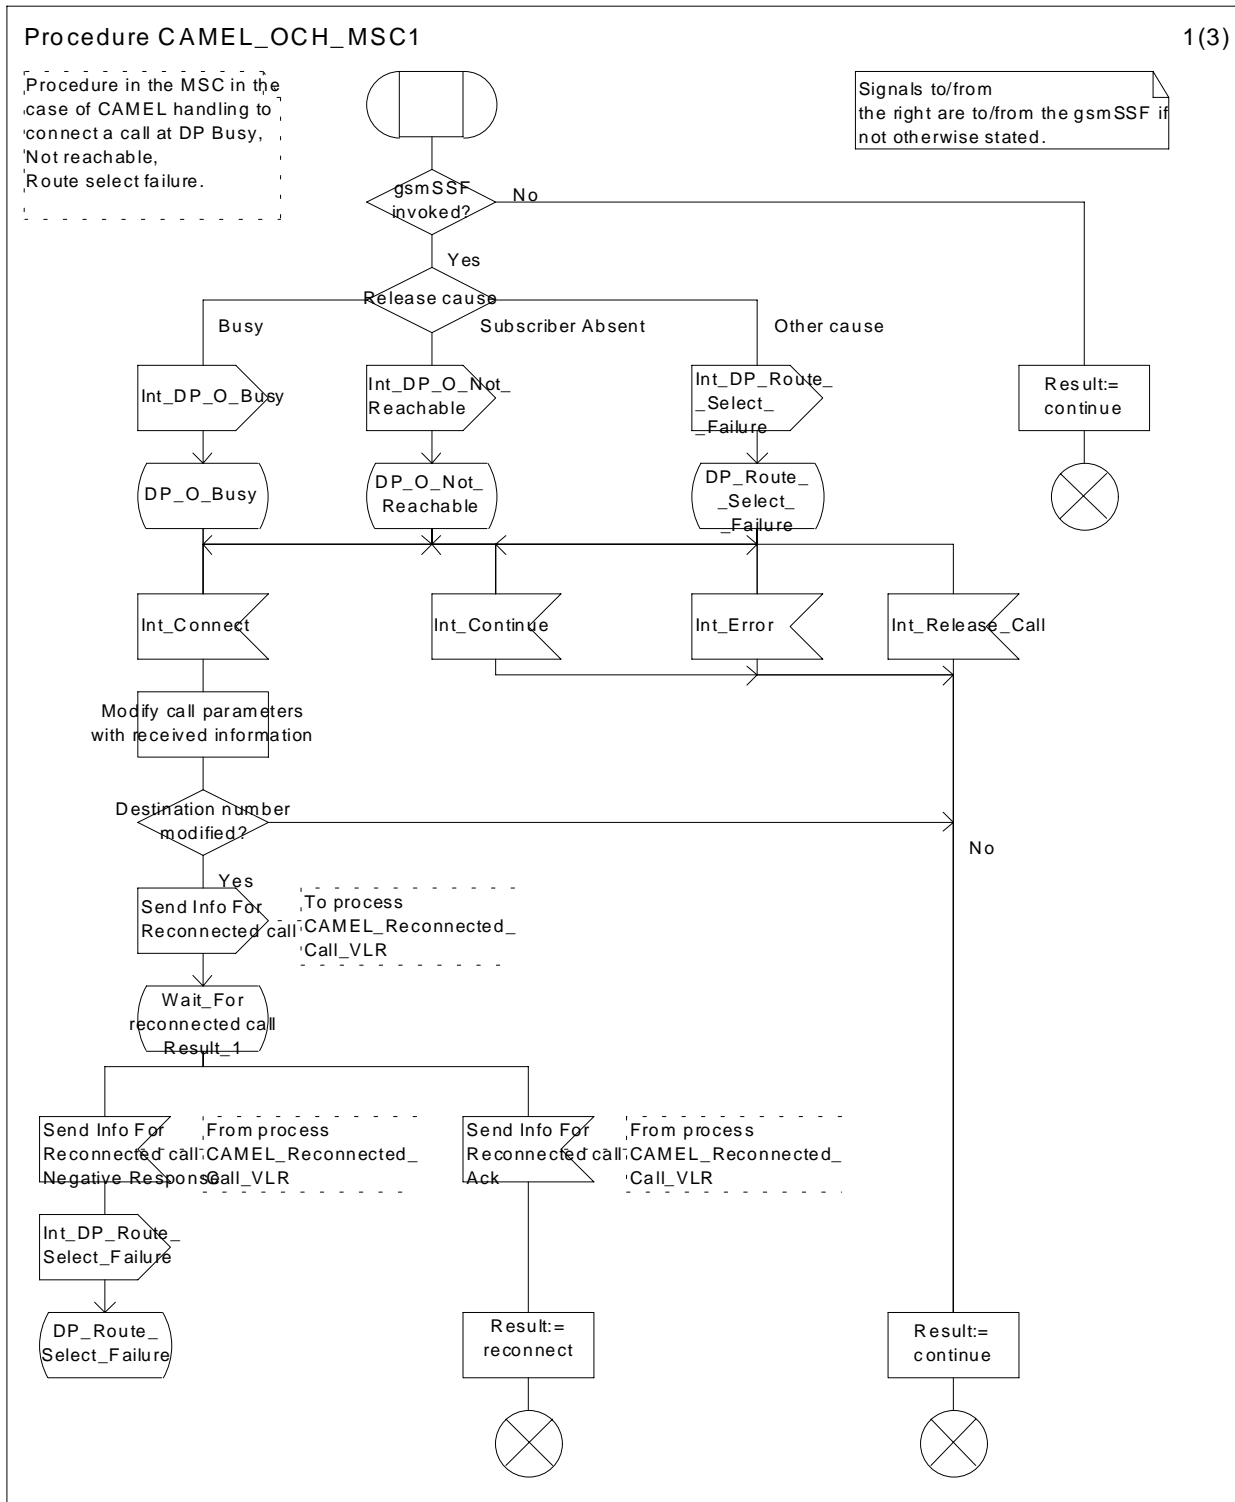 Procedure CAMEL_OCH_MSC1
1(3)
Procedure in the MSC in the
case of CAMEL handling to
connect a call at DP Busy,
Not reachable,
Route select failure.
Signals to/from
the right are to/from the gsmSSF if
not otherwise stated.
gsmSSF
invoked?
No
Yes
Release cause
Busy
Subscriber Absent
Other cause
Int_DP_O_Busy
Int_DP_O_Not_
Reachable
Int_DP_Route_
_Select_
_Failure
Result:=
continue
DP_O_Busy
DP_O_Not_
Reachable
DP_Route_
_Select_
_Failure
Int_Connect
Int_Continue
Int_Error
Int_Release_Call
Modify call parameters
with received information
Destination number
modified?
No
Yes
Send Info For
Reconnected call
To process
CAMEL_Reconnected_
Call_VLR
Wait_For
reconnected call
Result_1
Send Info For
Reconnected call
Negative Response
From process
CAMEL_Reconnected_
Call_VLR
Send Info For
Reconnected call
Ack
From process
CAMEL_Reconnected_
Call_VLR
Int_DP_Route_
Select_Failure
DP_Route_
Select_Failure
Result:=
reconnect
Result:=
continue